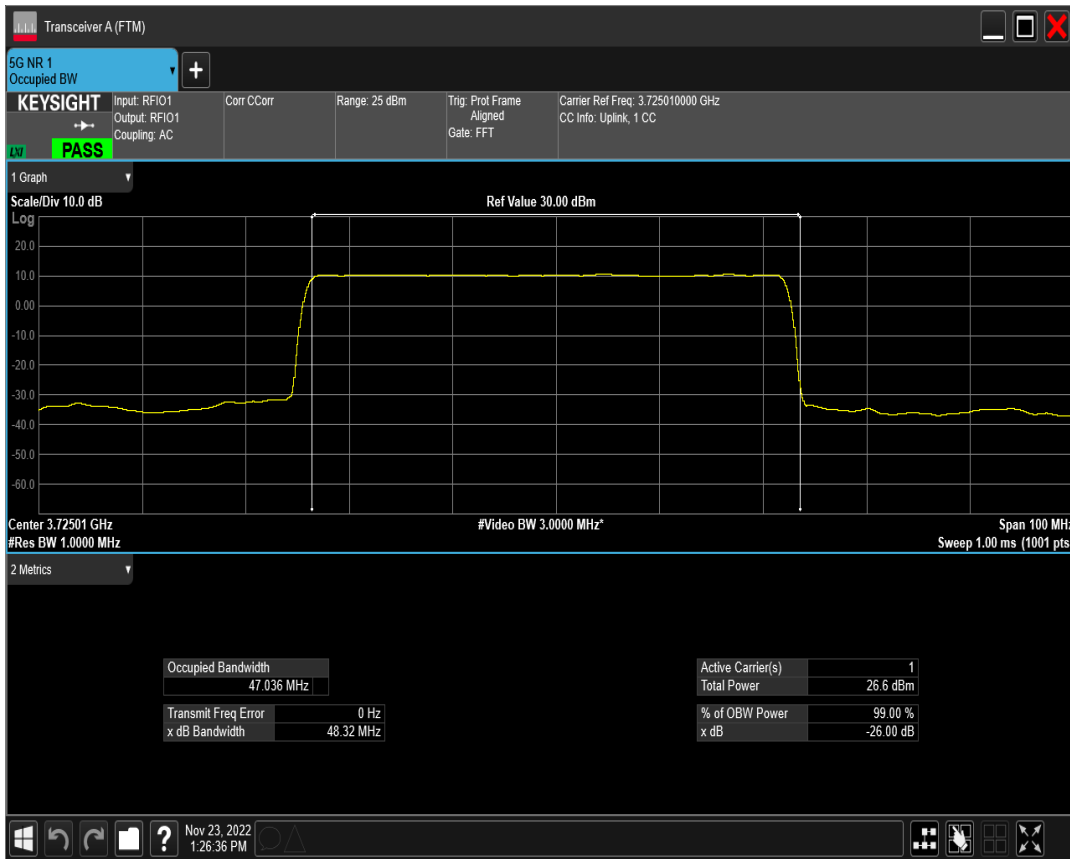 Transceiver A (FTM)
5G NR 1
Occupied BW
+
KEYSIGHT
LXI
PASS
Input: RFIO1
Output: RFIO1
Coupling: AC
Corr CCorr
Range: 25 dBm
Trig: Prot Frame
Aligned
Gate: FFT
Carrier Ref Freq: 3.725010000 GHz
CC Info: Uplink, 1 CC
1 Graph
Scale/Div 10.0 dB
Ref Value 30.00 dBm
Log
20.0
10.0
0.00
-10.0
-20.0
-30.0
-40.0
-50.0
-60.0
Center 3.72501 GHz
#Video BW 3.0000 MHz*
Span 100 MHz
#Res BW 1.0000 MHz
Sweep 1.00 ms (1001 pts
2 Metrics
Occupied Bandwidth
47.036 MHz
Transmit Freq Error 0 Hz
x dB Bandwidth 48.32 MHz
Active Carrier(s) 1
Total Power 26.6 dBm
% of OBW Power 99.00 %
x dB -26.00 dB
?
Nov 23, 2022
1:26:36 PM